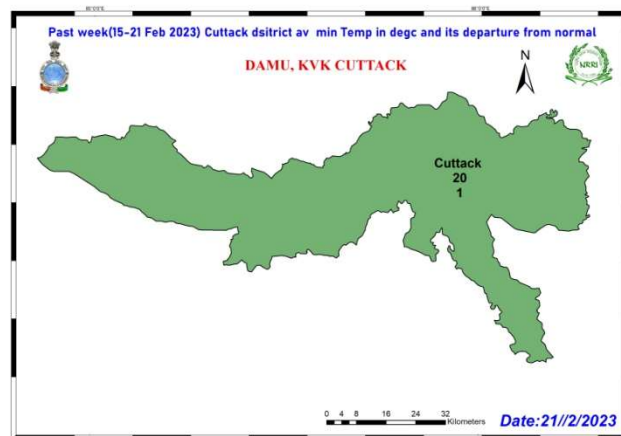 Past week(15-21 Feb 2023) Cuttack dsitrict av min Temp in degc and its departure from normal
DAMU, KVK CUTTACK
N
NRRI
Cuttack
20
1
0 4 8 16 24 32
Kilometers
Date:21//2/2023